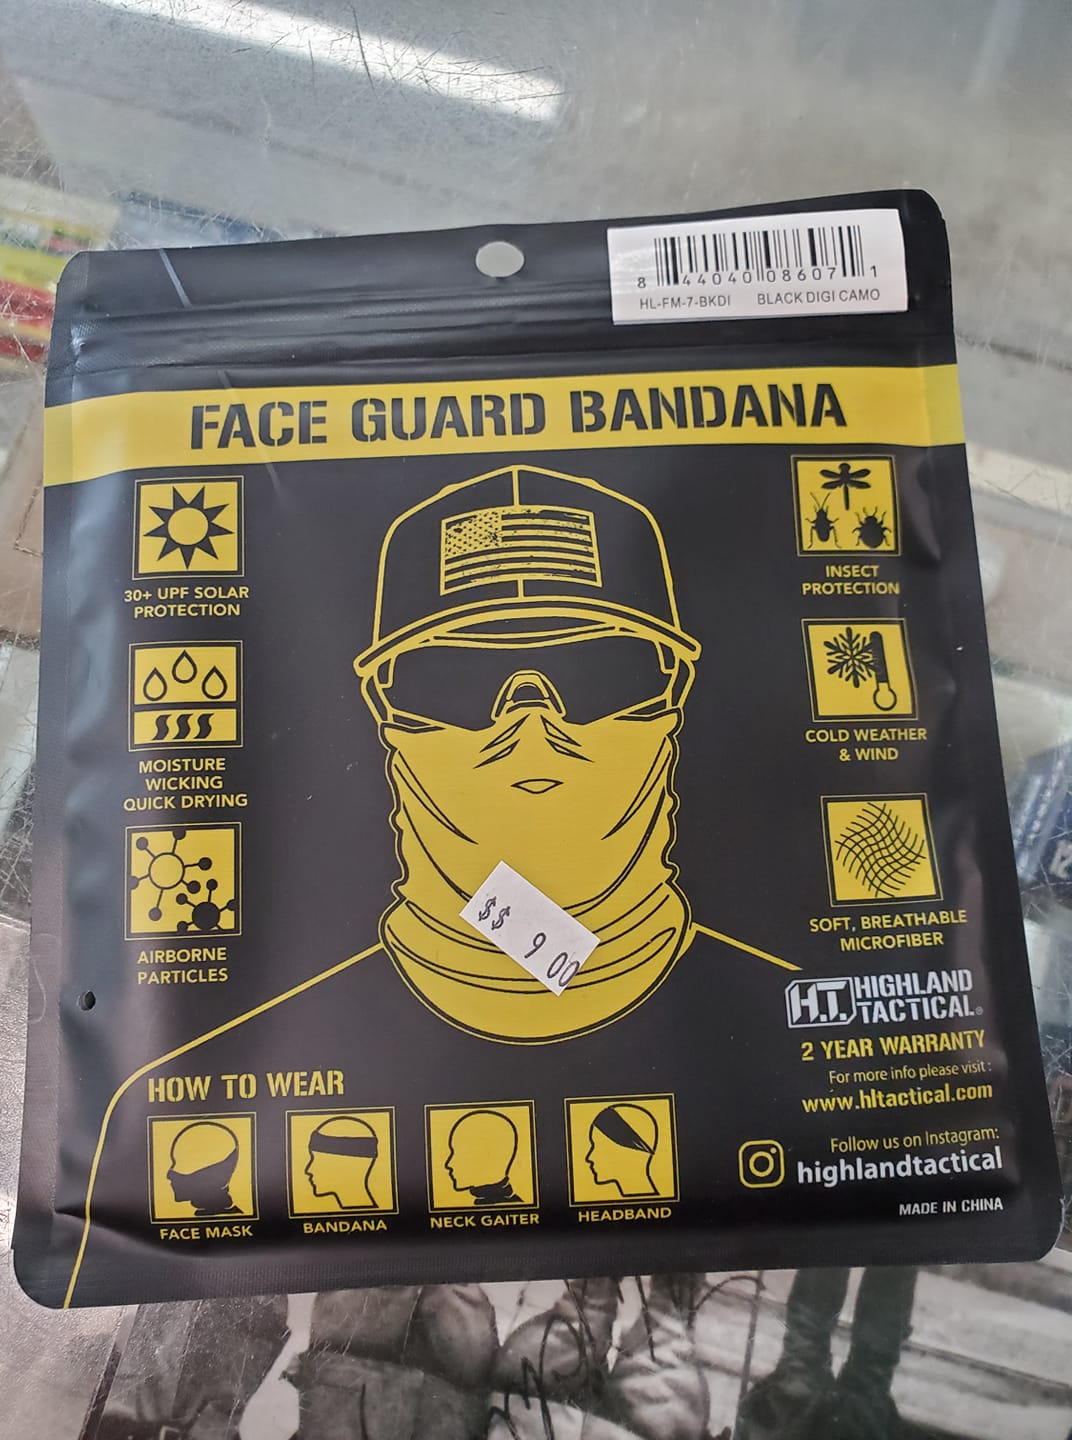 8 44040 08607 1
HL-FM-7-BKDI BLACK DIGI CAMO
FACE GUARD BANDANA
30+ UPF SOLAR
PROTECTION
MOISTURE
WICKING
QUICK DRYING
AIRBORNE
PARTICLES
INSECT
PROTECTION
COLD WEATHER
& WIND
SOFT, BREATHABLE
MICROFIBER
$$ 9 00
H.T. HIGHLAND
TACTICAL®
2 YEAR WARRANTY
For more info please visit:
www.hltactical.com
Follow us on Instagram:
highlandtactical
MADE IN CHINA
HOW TO WEAR
FACE MASK
BANDANA
NECK GAITER
HEADBAND